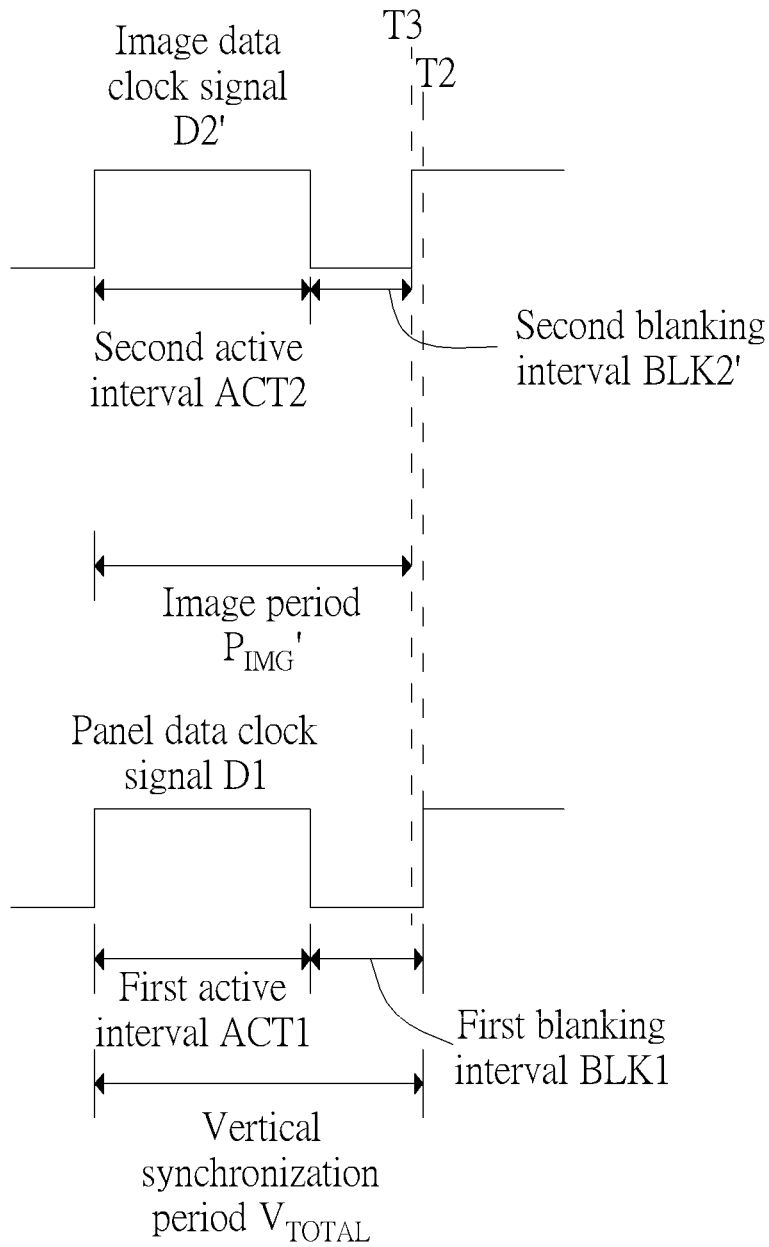 T3
T2
Image data
clock signal
D2'
Second active
interval ACT2
Second blanking
interval BLK2'
Image period
PIMG'
Panel data clock
signal D1
First active
interval ACT1
First blanking
interval BLK1
Vertical
synchronization
period VTOTAL